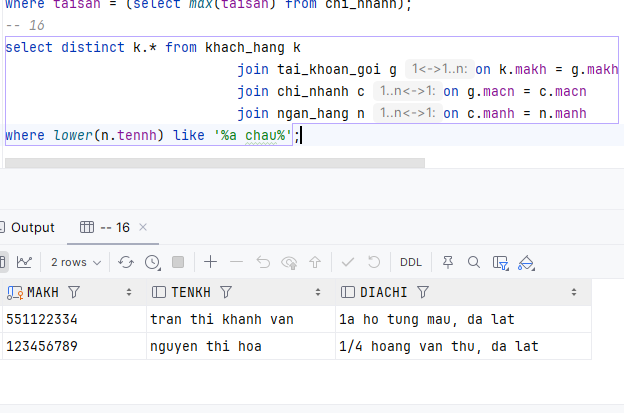 where taisan = (select max(taisan) from chi_nhanh);
-- 16
select distinct k.* from khach_hang k
join tai_khoan_goi g 1<->1..n: on k.makh = g.makh
join chi_nhanh c 1..n<->1: on g.macn = c.macn
join ngan_hang n 1..n<->1: on c.manh = n.manh
where lower(n.tennh) like '%a chau%';
Output -- 16
2 rows DDL
MAKH TENKH DIACHI
551122334 tran thi khanh van 1a ho tung mau, da lat
123456789 nguyen thi hoa 1/4 hoang van thu, da lat